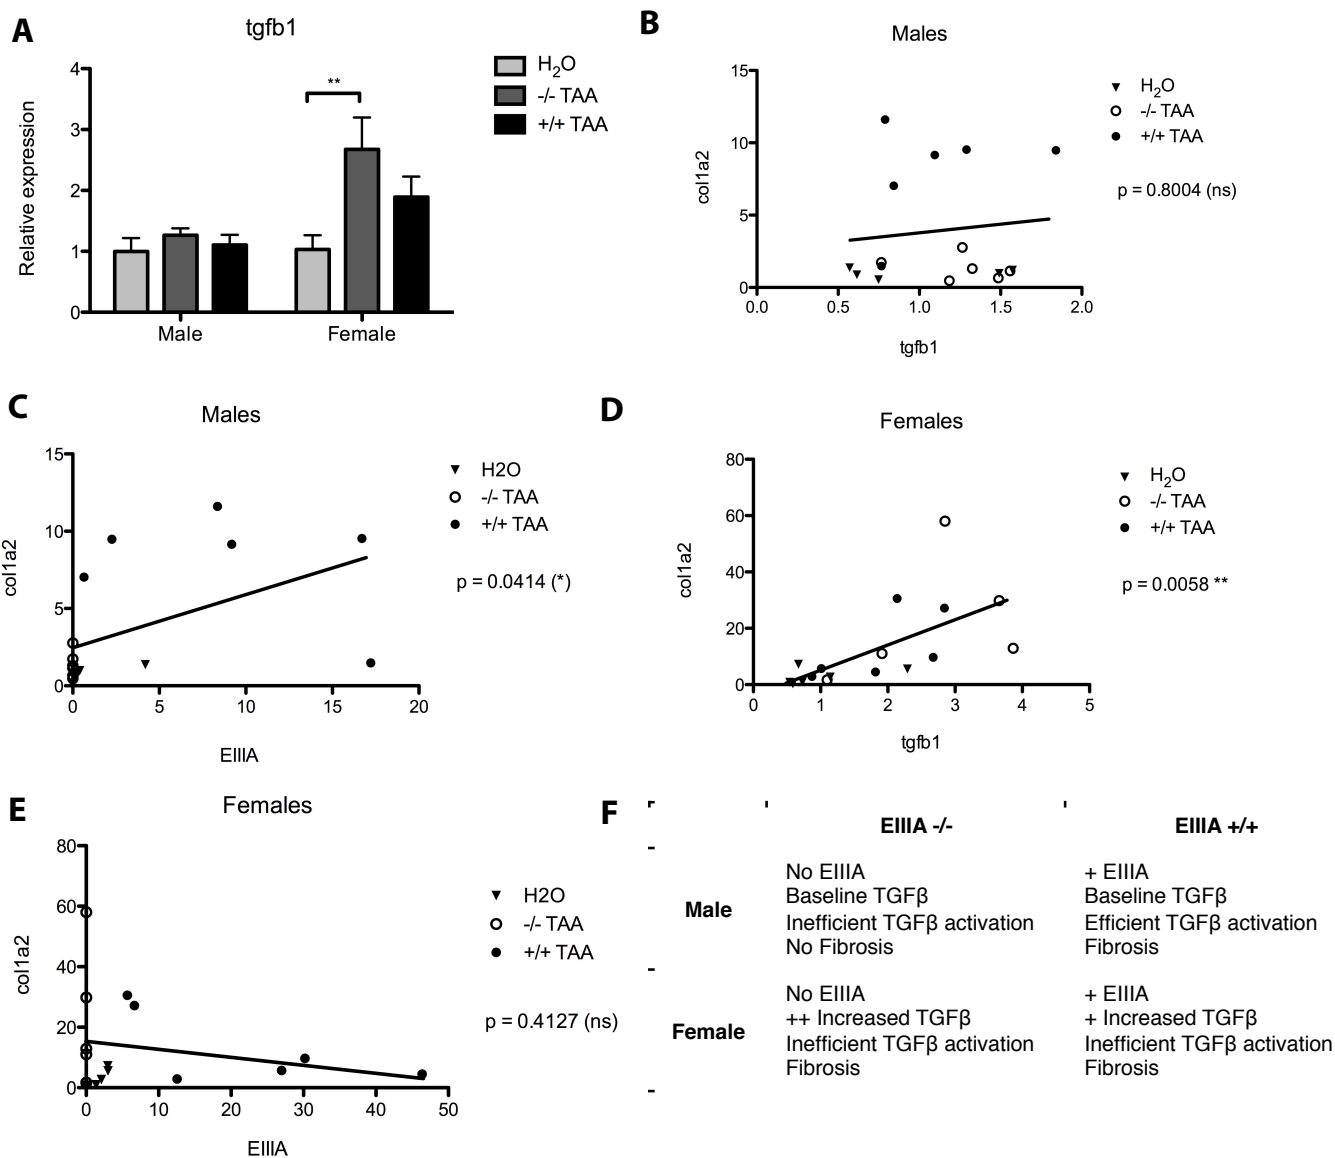 A
tgfb1
Relative expression
4
3
2
1
0
**
Male
Female
H2O
-/- TAA
+/+ TAA
B
Males
col1a2
15
10
5
0
0.0
0.5
1.0
1.5
2.0
tgfb1
H2O
-/- TAA
+/+ TAA
p = 0.8004 (ns)
C
Males
col1a2
15
10
5
0
0
5
10
15
20
EIIIA
H2O
-/- TAA
+/+ TAA
p = 0.0414 (*)
D
Females
col1a2
80
60
40
20
0
0
1
2
3
4
5
tgfb1
H2O
-/- TAA
+/+ TAA
p = 0.0058 **
E
Females
col1a2
80
60
40
20
0
0
10
20
30
40
50
EIIIA
H2O
-/- TAA
+/+ TAA
p = 0.4127 (ns)
F
EIIIA -/-
EIIIA +/+
Male
No EIIIA
Baseline TGFβ
Inefficient TGFβ activation
No Fibrosis
+ EIIIA
Baseline TGFβ
Efficient TGFβ activation
Fibrosis
Female
No EIIIA
++ Increased TGFβ
Inefficient TGFβ activation
Fibrosis
+ EIIIA
+ Increased TGFβ
Inefficient TGFβ activation
Fibrosis